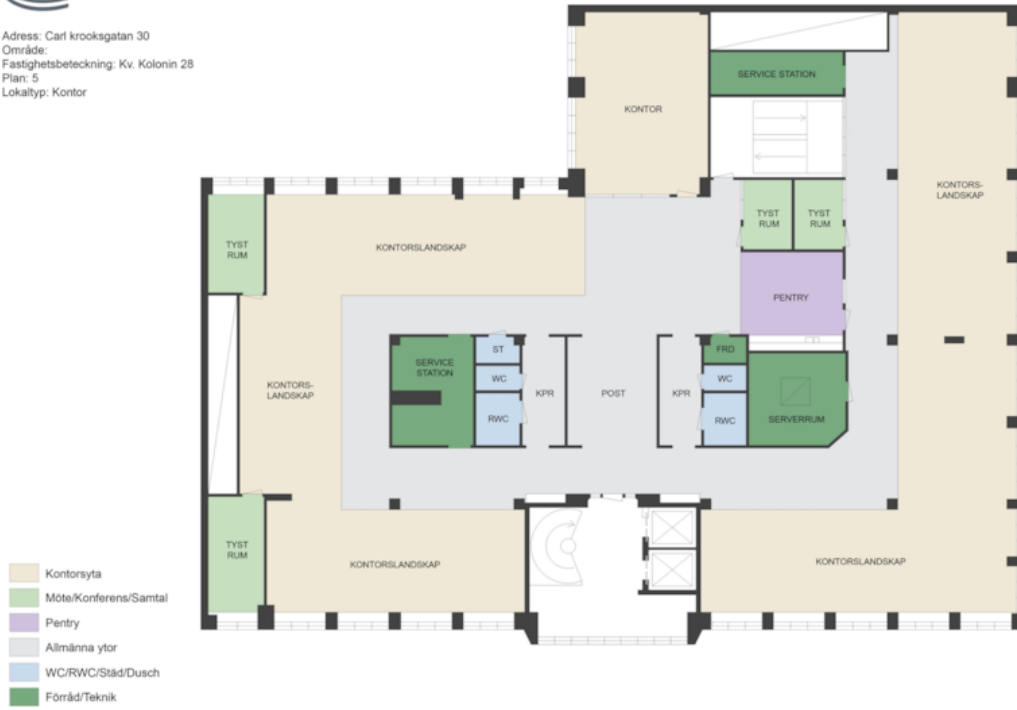 Adress: Carl krooksgatan 30
Område:
Fastighetsbeteckning: Kv. Kolonin 28
Plan: 5
Lokaltyp: Kontor
SERVICE STATION
KONTOR
KONTORS-
LANDSKAP
TYST
RUM
TYST
RUM
TYST
RUM
KONTORSLANDSKAP
PENTRY
ST
FRD
SERVICE
STATION
WC
WC
KONTORS-
LANDSKAP
KPR
POST
KPR
RWC
RWC
SERVERRUM
TYST
RUM
KONTORSLANDSKAP
KONTORSLANDSKAP
Kontorsyta
Möte/Konferens/Samtal
Pentry
Allmänna ytor
WC/RWC/Städ/Dusch
Förråd/Teknik